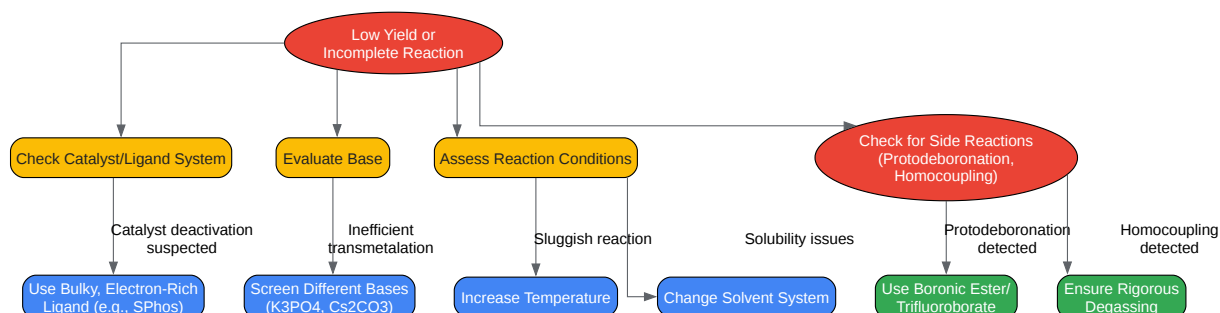 Low Yield or
Incomplete Reaction
Check Catalyst/Ligand System
Evaluate Base
Assess Reaction Conditions
Check for Side Reactions
(Protodeboronation,
Homocoupling)
Catalyst deactivation
suspected
Inefficient
transmetalation
Sluggish reaction
Solubility issues
Protodeboronation
detected
Homocoupling
detected
Use Bulky, Electron-Rich
Ligand (e.g., SPhos)
Screen Different Bases
(K3PO4, Cs2CO3)
Increase Temperature
Change Solvent System
Use Boronic Ester/
Trifluoroborate
Ensure Rigorous
Degassing